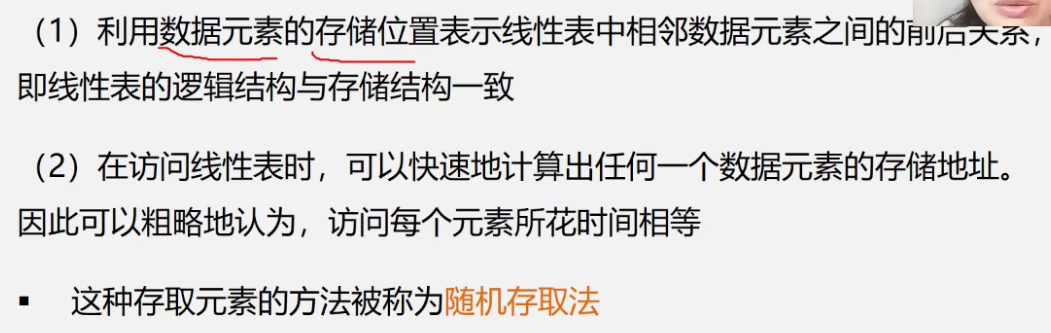 （1）利用数据元素的存储位置表示线性表中相邻数据元素之间的前后关系，
即线性表的逻辑结构与存储结构一致
（2）在访问线性表时，可以快速地计算出任何一个数据元素的存储地址。
因此可以粗略地认为，访问每个元素所花时间相等
▪ 这种存取元素的方法被称为随机存取法